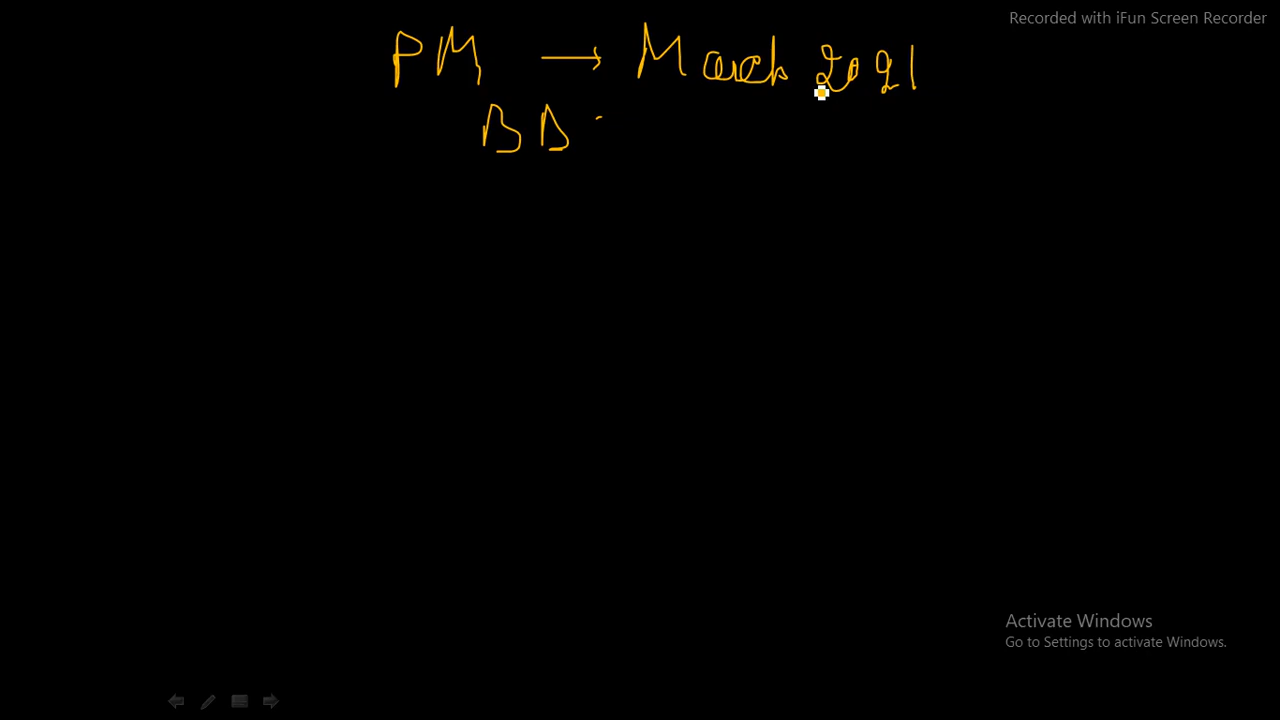 Recorded with iFun Screen Recorder
PM → March 2021
BD
Activate Windows
Go to Settings to activate Windows.